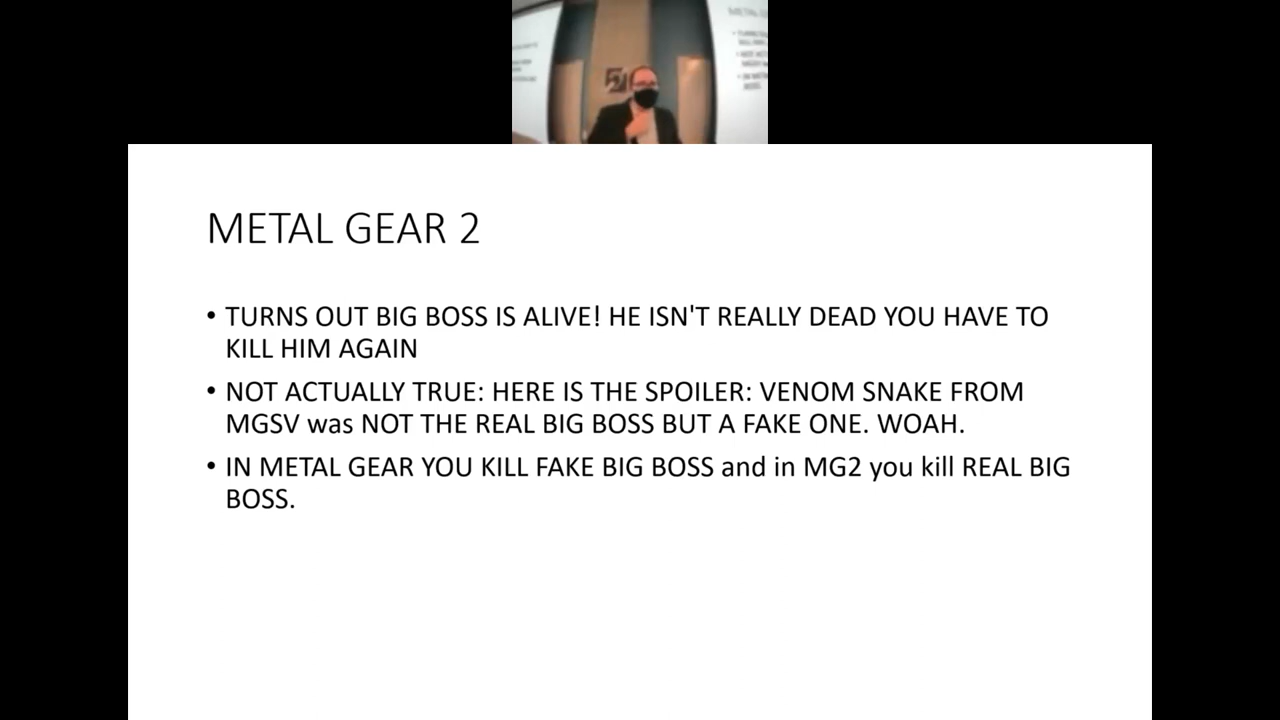 METAL GEAR 2
• TURNS OUT BIG BOSS IS ALIVE! HE ISN'T REALLY DEAD YOU HAVE TO
KILL HIM AGAIN
• NOT ACTUALLY TRUE: HERE IS THE SPOILER: VENOM SNAKE FROM
MGSV was NOT THE REAL BIG BOSS BUT A FAKE ONE. WOAH.
• IN METAL GEAR YOU KILL FAKE BIG BOSS and in MG2 you kill REAL BIG
BOSS.